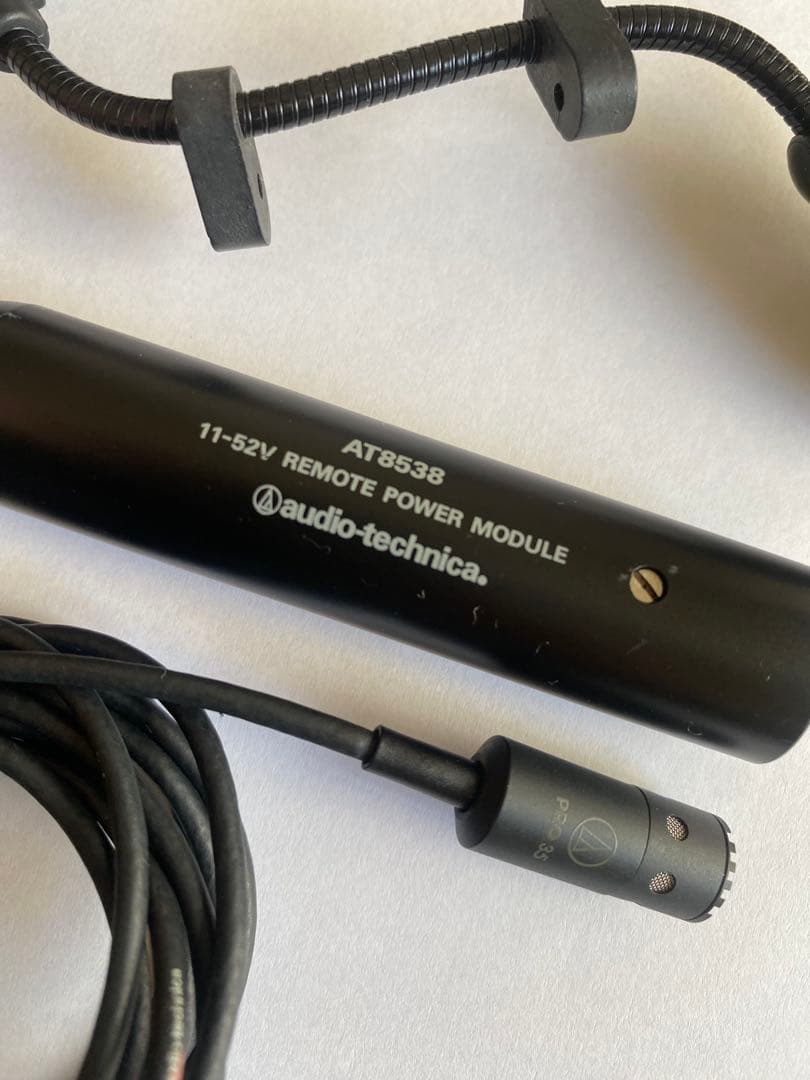 AT8538
11-52V REMOTE POWER MODULE
audio-technica.
PRO 35